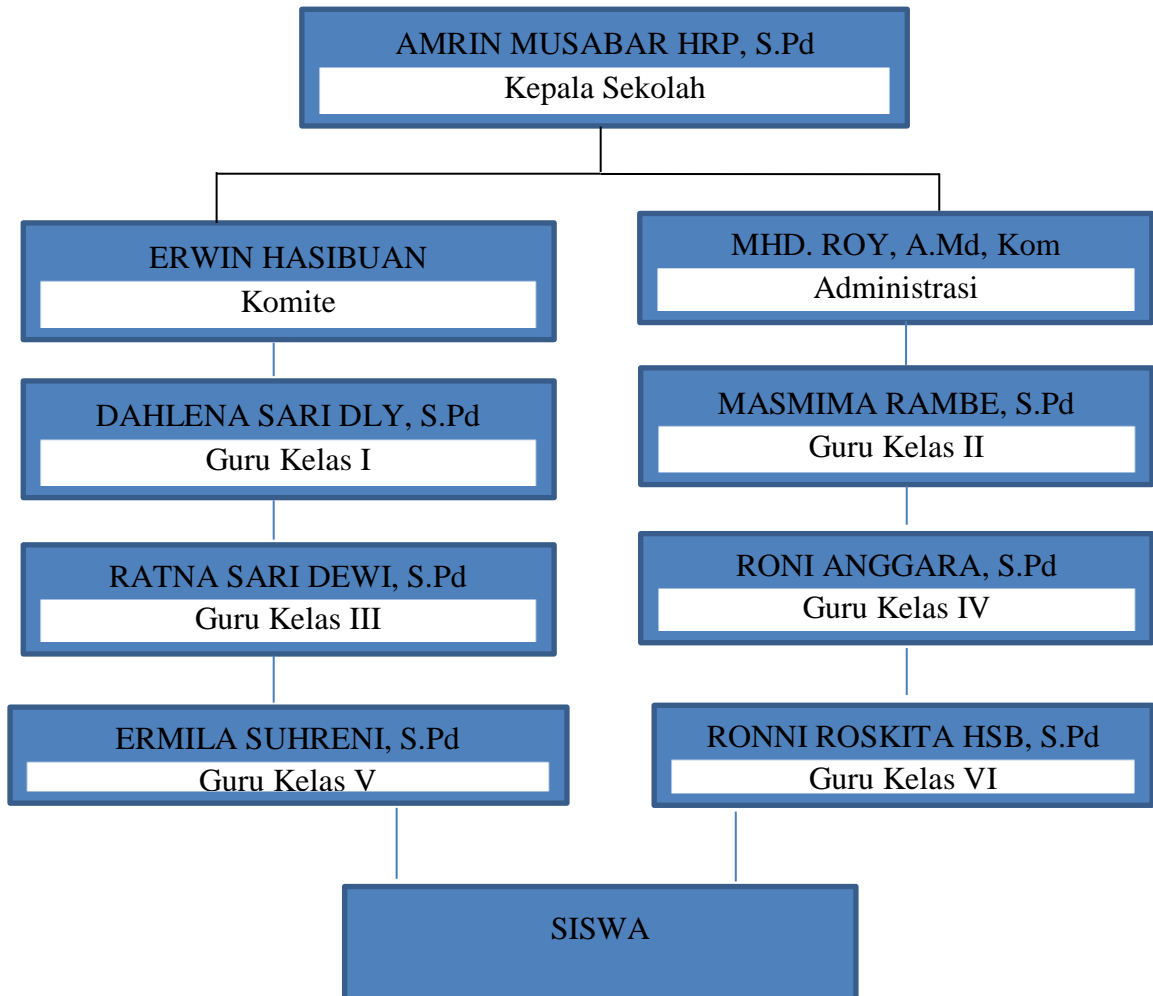 AMRIN MUSABAR HRP, S.Pd
Kepala Sekolah
ERWIN HASIBUAN
Komite
MHD. ROY, A.Md, Kom
Administrasi
DAHLENA SARI DLY, S.Pd
Guru Kelas I
MASMIMA RAMBE, S.Pd
Guru Kelas II
RATNA SARI DEWI, S.Pd
Guru Kelas III
RONI ANGGARA, S.Pd
Guru Kelas IV
ERMILA SUHRENI, S.Pd
Guru Kelas V
RONNI ROSKITA HSB, S.Pd
Guru Kelas VI
SISWA